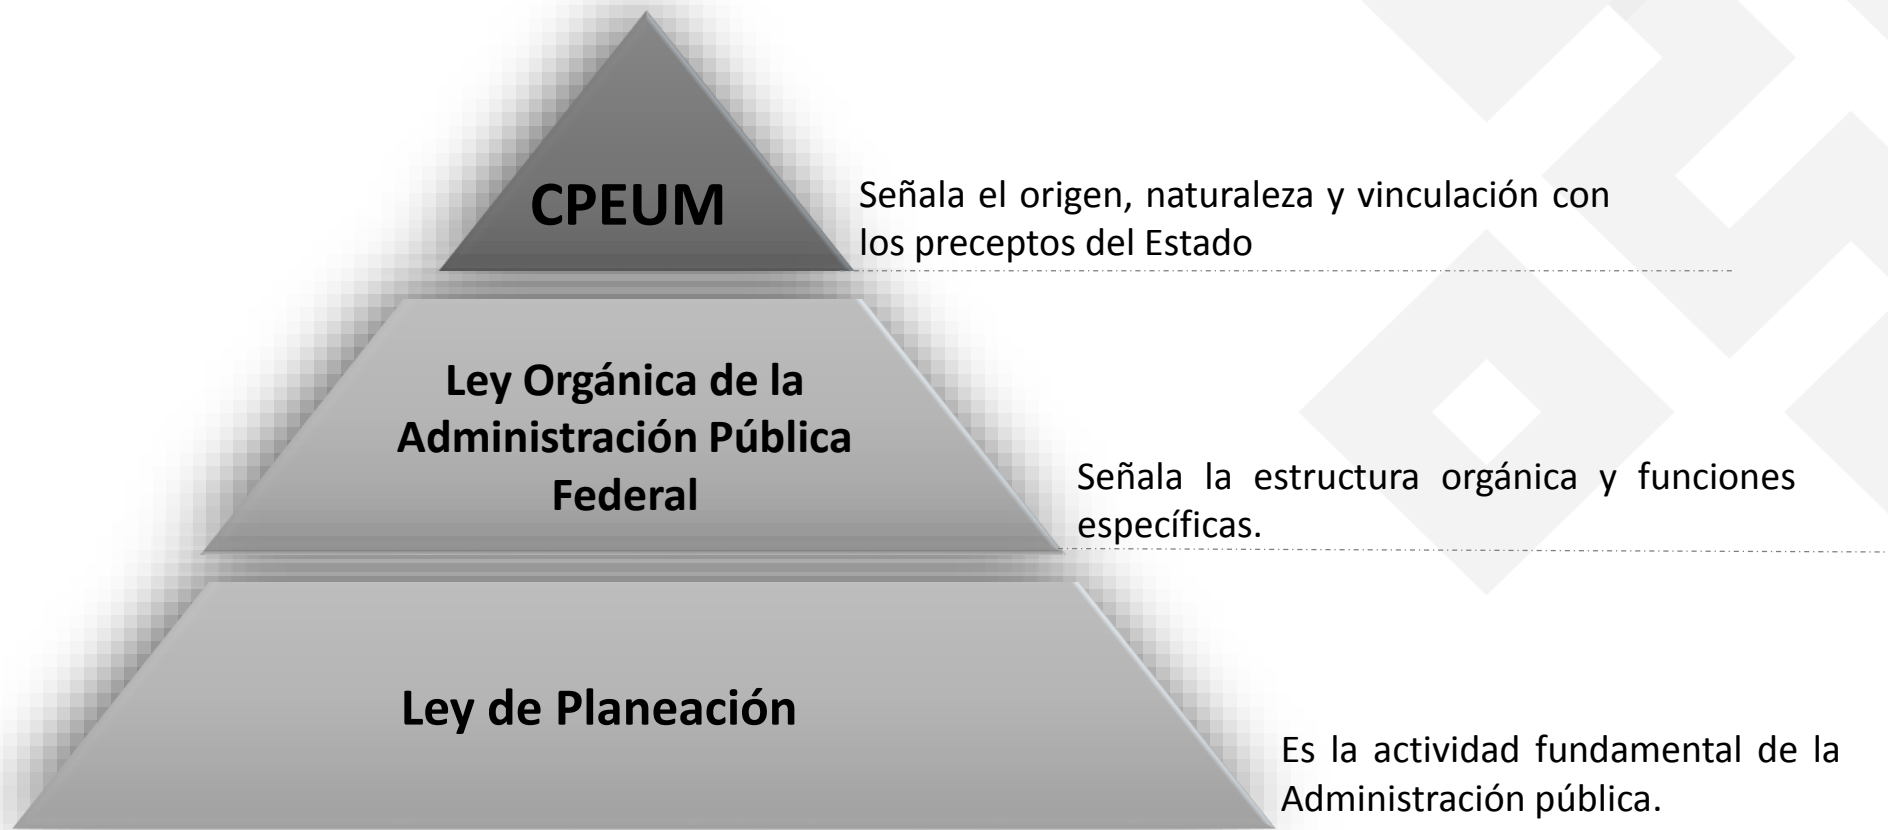 CPEUM
Señala el origen, naturaleza y vinculación con
los preceptos del Estado
Ley Orgánica de la
Administración Pública
Federal
Señala la estructura orgánica y funciones
específicas.
Ley de Planeación
Es la actividad fundamental de la
Administración pública.